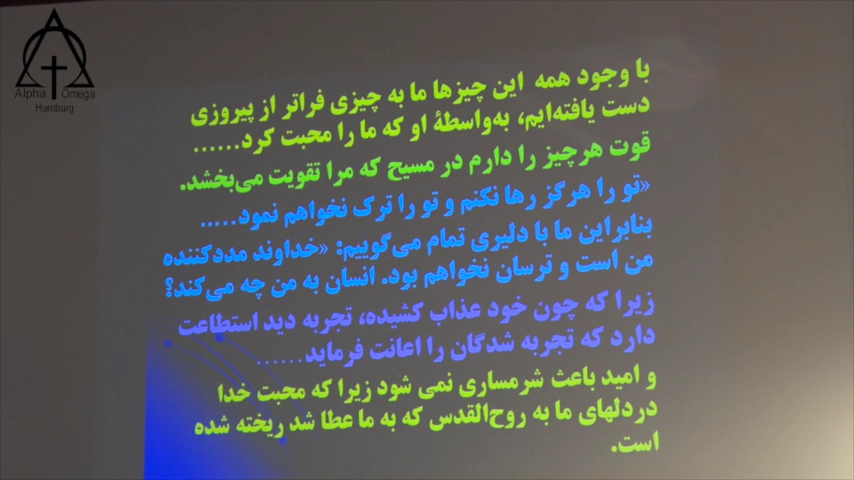 Alpha Omega
Hamburg
با وجود همه این چیزها ما به چیزی فراتر از پیروزی
دست یافته‌ایم، به‌واسطهٔ او که ما را محبت کرد......
قوت هرچیز را دارم در مسیح که مرا تقویت می‌بخشد.
«تو را هرگز رها نکنم و تو را ترک نخواهم نمود.....
بنابراین ما با دلیری تمام می‌گوییم: «خداوند مددکننده
من است و ترسان نخواهم بود. انسان به من چه می‌کند؟
زیرا که چون خود عذاب کشیده، تجربه دید استطاعت
دارد که تجربه شدگان را اعانت فرماید......
و امید باعث شرمساری نمی شود زیرا که محبت خدا
دردلهای ما به روح‌القدس که به ما عطا شد ریخته شده
است.